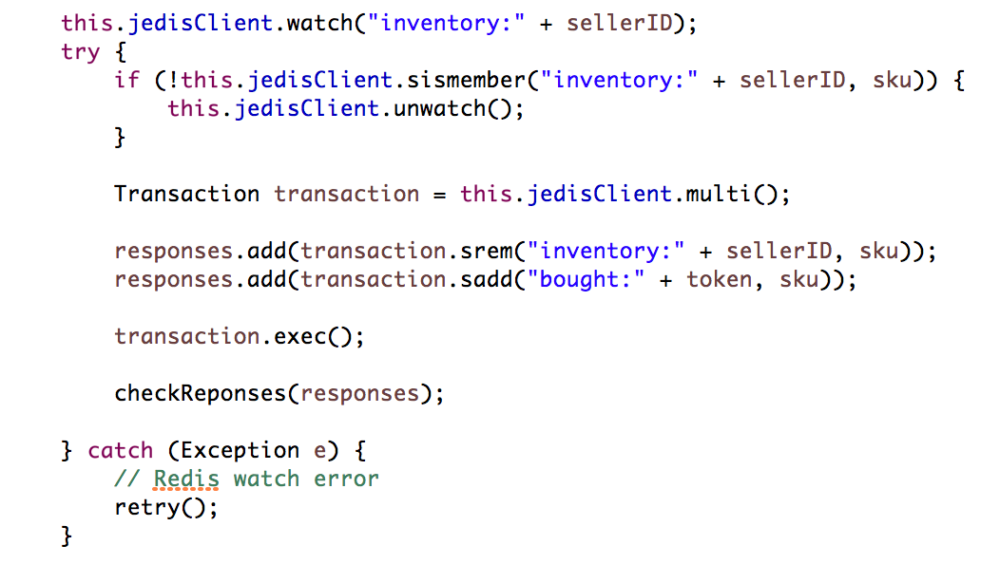 this.jedisClient.watch("inventory:" + sellerID);
try {
if (!this.jedisClient.sismember("inventory:" + sellerID, sku)) {
this.jedisClient.unwatch();
}
Transaction transaction = this.jedisClient.multi();
responses.add(transaction.srem("inventory:" + sellerID, sku));
responses.add(transaction.sadd("bought:" + token, sku));
transaction.exec();
checkReponses(responses);
} catch (Exception e) {
// Redis watch error
retry();
}